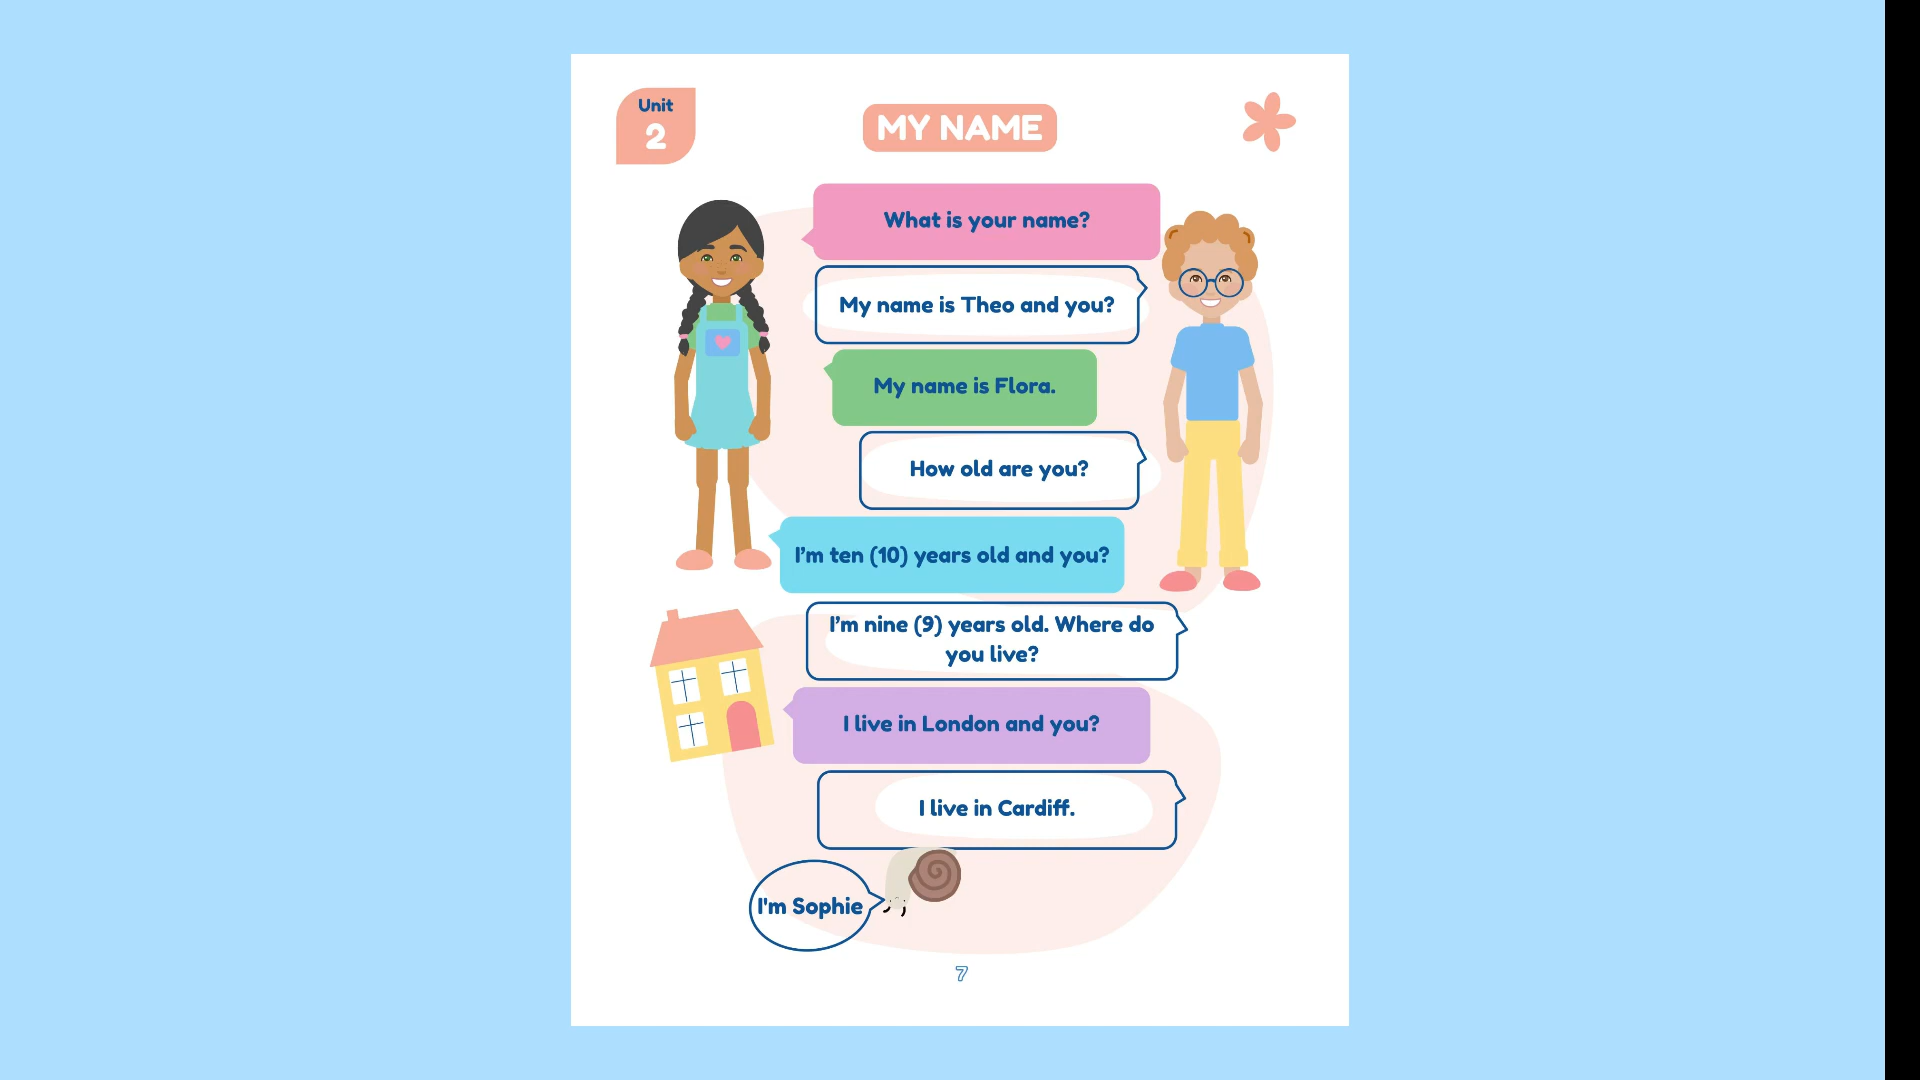 Unit
2
MY NAME
What is your name?
My name is Theo and you?
My name is Flora.
How old are you?
I'm ten (10) years old and you?
I'm nine (9) years old. Where do
you live?
I live in London and you?
I live in Cardiff.
I'm Sophie
7